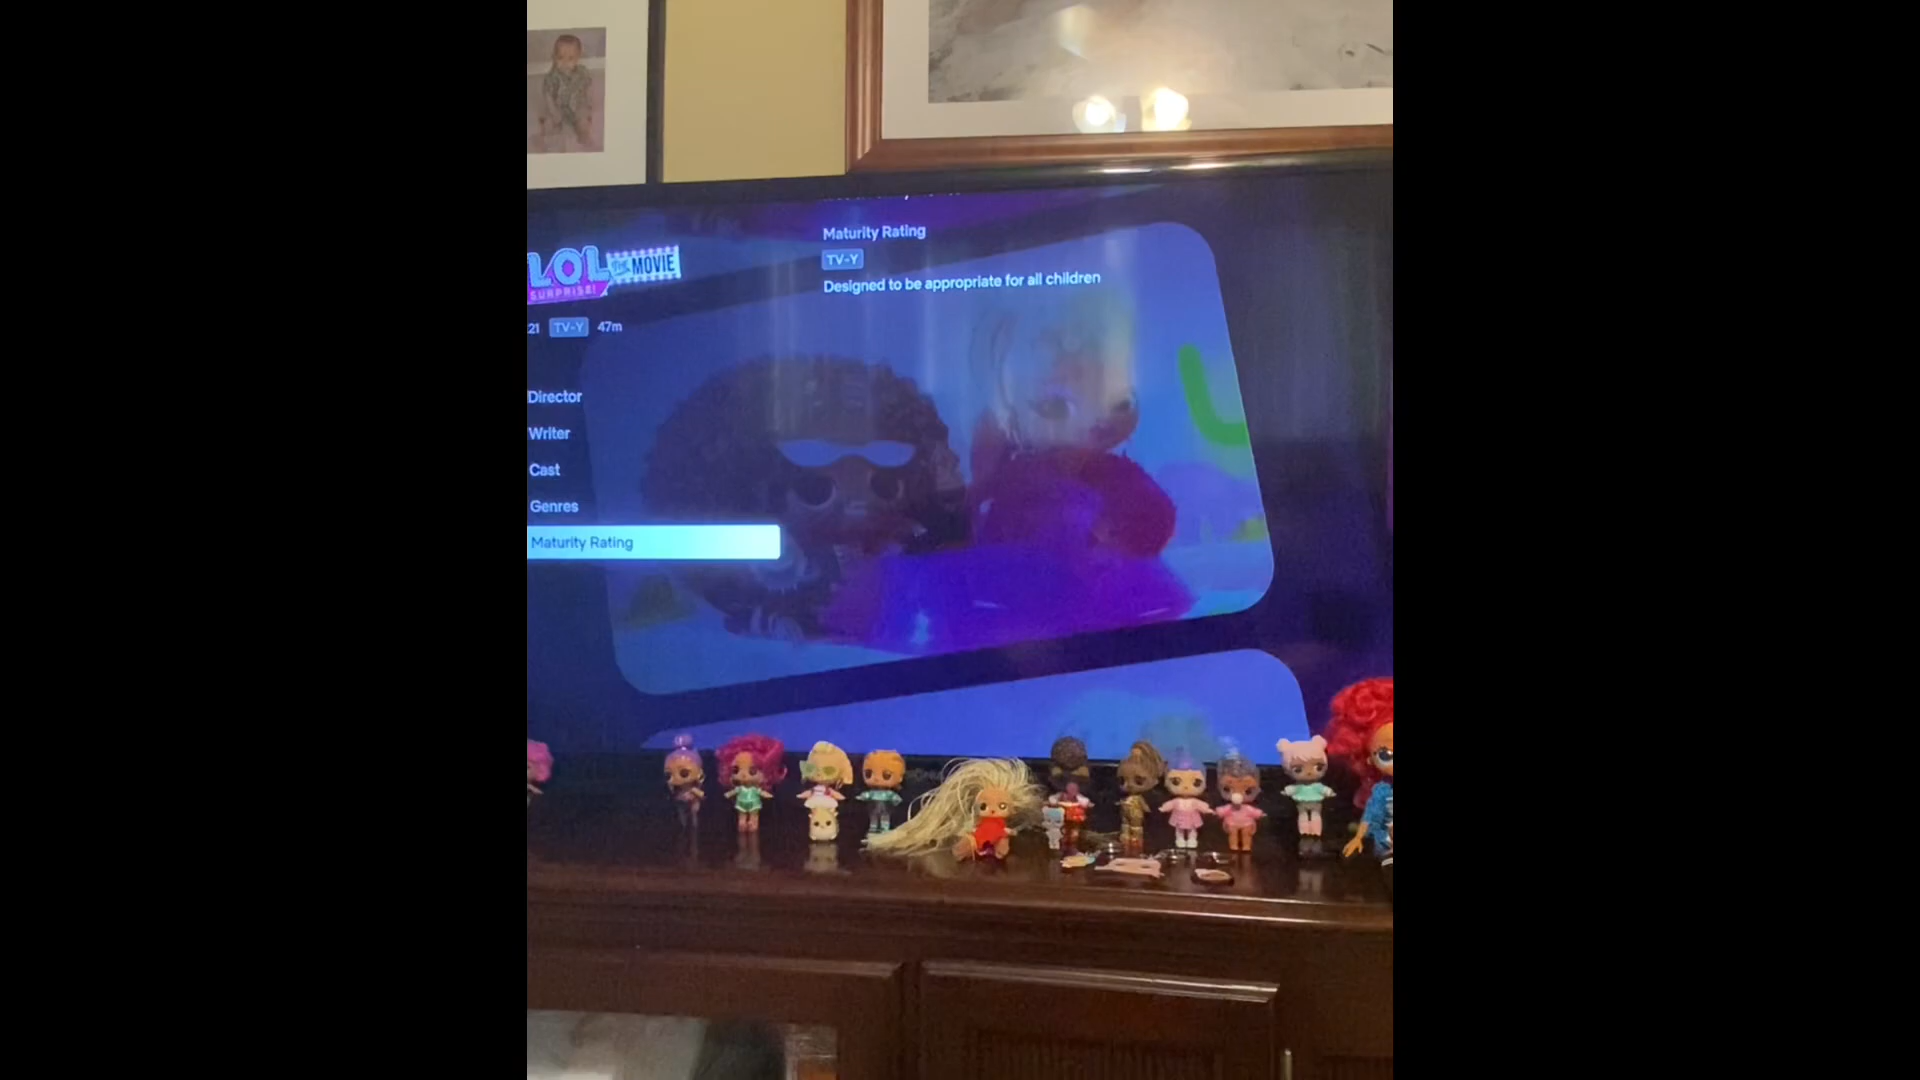 Maturity Rating
TV-Y
Designed to be appropriate for all children
LOL
SURPRISE!
THE MOVIE
21 TV-Y 47m
Director
Writer
Cast
Genres
Maturity Rating